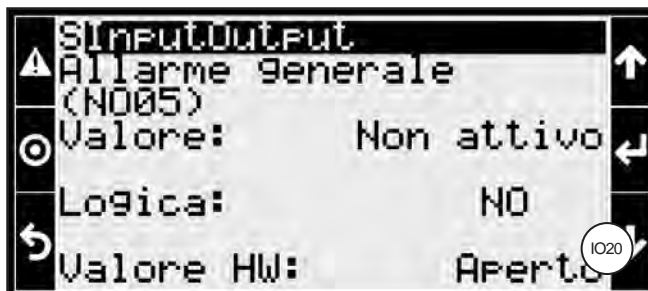 SInputOutput
Allarme generale
(NO05)
Valore: Non attivo
Logica: NO
Valore HW: Aperto
IO20